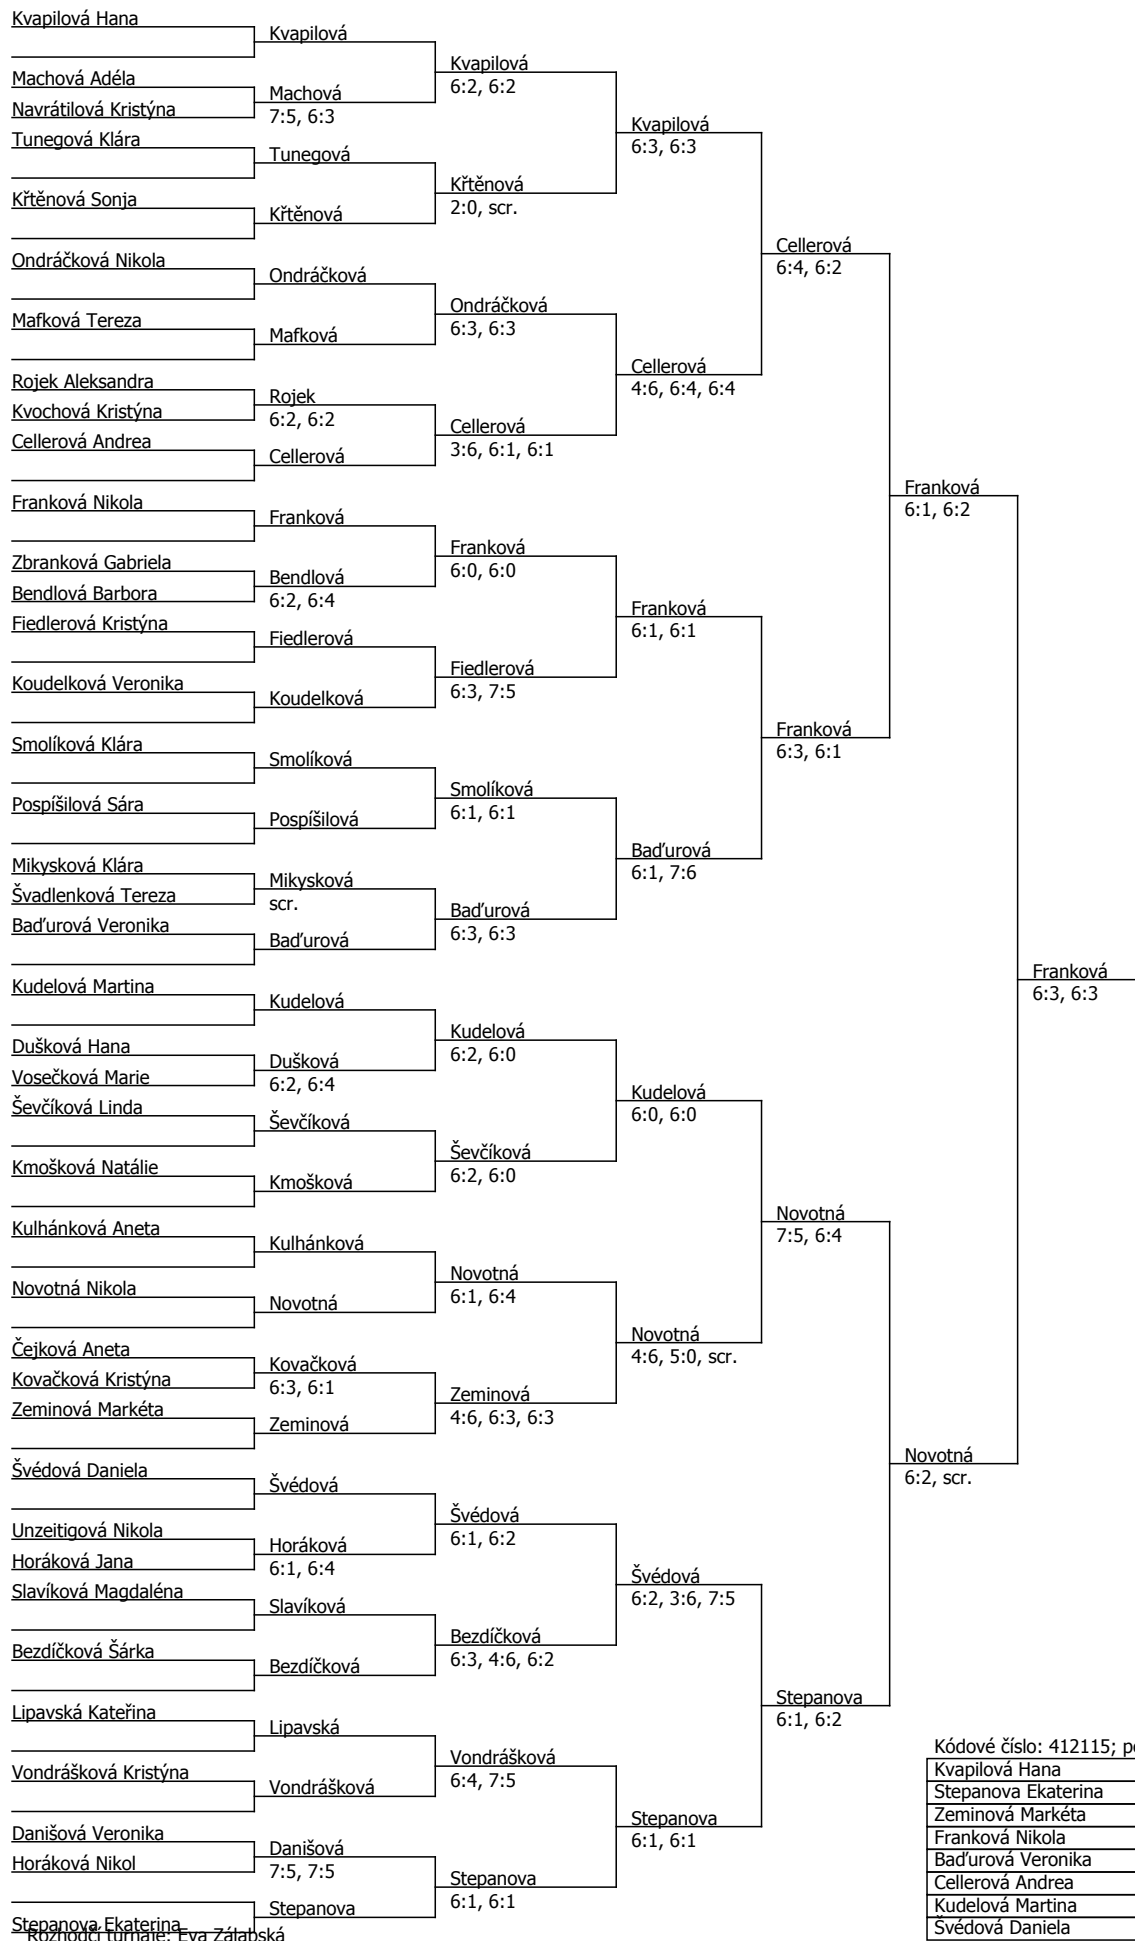 Kvapilová Hana
Kvapilová
Kvapilová
6:2, 6:2
Machová Adéla
Machová
7:5, 6:3
Navrátilová Kristýna
Kvapilová
6:3, 6:3
Tunegová Klára
Tunegová
Křtěnová
2:0, scr.
Křtěnová Sonja
Křtěnová
Cellerová
6:4, 6:2
Ondráčková Nikola
Ondráčková
Ondráčková
6:3, 6:3
Mafková Tereza
Mafková
Cellerová
4:6, 6:4, 6:4
Rojek Aleksandra
Rojek
6:2, 6:2
Kvochová Kristýna
Cellerová
3:6, 6:1, 6:1
Cellerová Andrea
Cellerová
Franková
6:1, 6:2
Franková Nikola
Franková
Franková
6:0, 6:0
Zbranková Gabriela
Bendlová
6:2, 6:4
Bendlová Barbora
Franková
6:1, 6:1
Fiedlerová Kristýna
Fiedlerová
Fiedlerová
6:3, 7:5
Koudelková Veronika
Koudelková
Franková
6:3, 6:1
Smolíková Klára
Smolíková
Smolíková
6:1, 6:1
Pospíšilová Sára
Pospíšilová
Baďurová
6:1, 7:6
Mikysková Klára
Mikysková
scr.
Švadlenková Tereza
Baďurová
6:3, 6:3
Baďurová Veronika
Baďurová
Franková
6:3, 6:3
Kudelová Martina
Kudelová
Kudelová
6:2, 6:0
Dušková Hana
Dušková
6:2, 6:4
Vosečková Marie
Kudelová
6:0, 6:0
Ševčíková Linda
Ševčíková
Ševčíková
6:2, 6:0
Kmošková Natálie
Kmošková
Novotná
7:5, 6:4
Kulhánková Aneta
Kulhánková
Novotná
6:1, 6:4
Novotná Nikola
Novotná
Novotná
4:6, 5:0, scr.
Čejková Aneta
Kovačková
6:3, 6:1
Kovačková Kristýna
Zeminová
4:6, 6:3, 6:3
Zeminová Markéta
Zeminová
Novotná
6:2, scr.
Švédová Daniela
Švédová
Švédová
6:1, 6:2
Unzeitigová Nikola
Horáková
6:1, 6:4
Horáková Jana
Švédová
6:2, 3:6, 7:5
Slavíková Magdaléna
Slavíková
Bezdíčková
6:3, 4:6, 6:2
Bezdíčková Šárka
Bezdíčková
Stepanova
6:1, 6:2
Lipavská Kateřina
Lipavská
Vondrášková
6:4, 7:5
Vondrášková Kristýna
Vondrášková
Stepanova
6:1, 6:1
Danišová Veronika
Danišová
7:5, 7:5
Horáková Nikol
Stepanova
6:1, 6:1
Stepanova
Stepanova Ekaterina
Rozhodčí turnaje: Eva Zálabská
Kódové číslo: 412115;
Kvapilová Hana
Stepanova Ekaterina
Zeminová Markéta
Franková Nikola
Baďurová Veronika
Cellerová Andrea
Kudelová Martina
Švédová Daniela